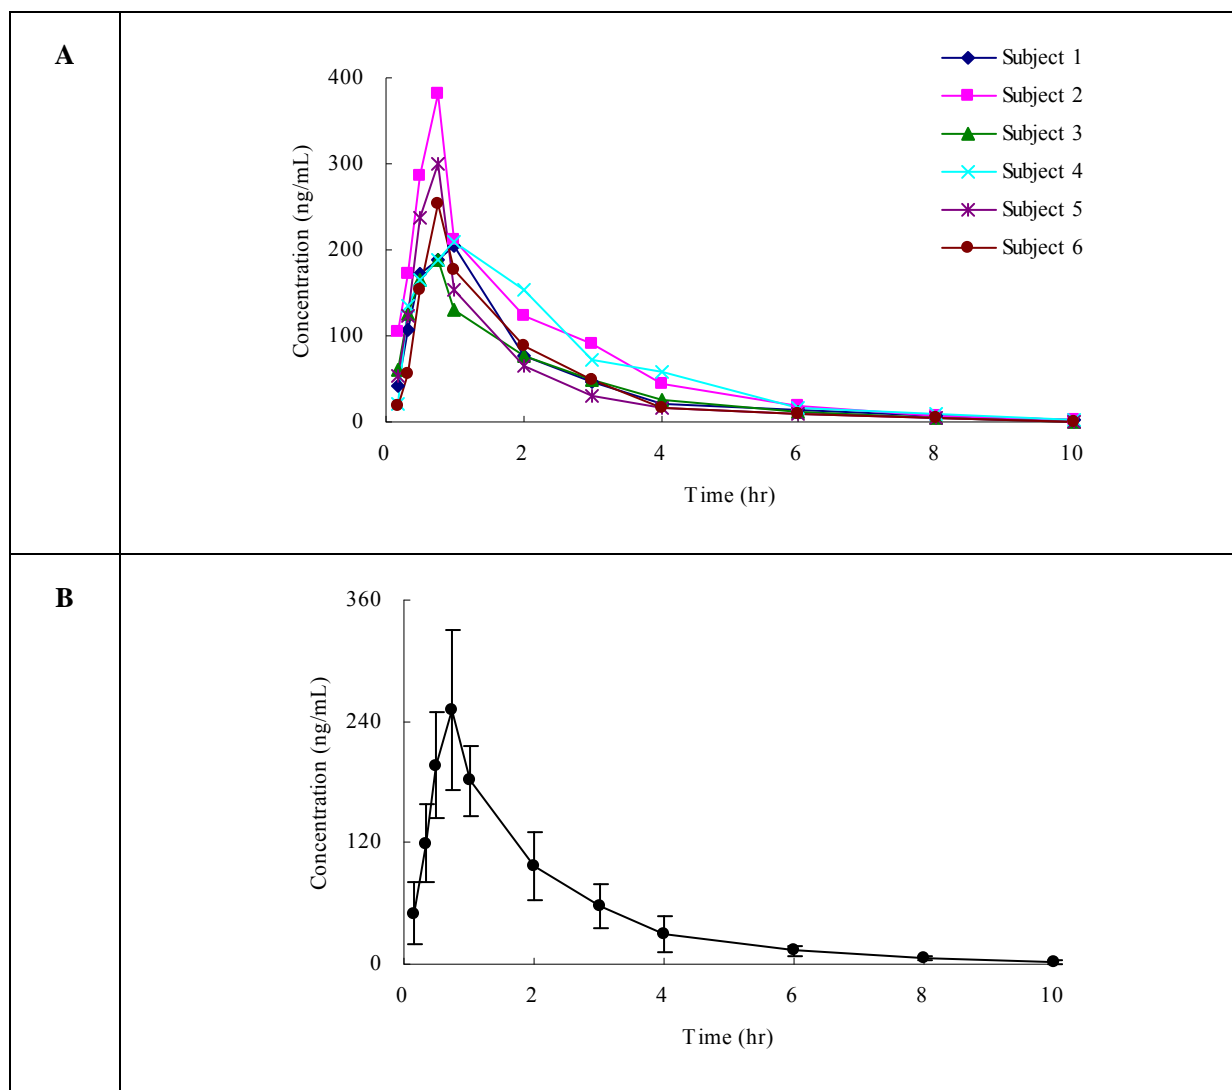 A
Subject 1
Subject 2
Subject 3
Subject 4
Subject 5
Subject 6
400
300
200
100
0
Concentration (ng/mL)
0 2 4 6 8 10
Time (hr)
B
360
240
120
0
Concentration (ng/mL)
0 2 4 6 8 10
Time (hr)